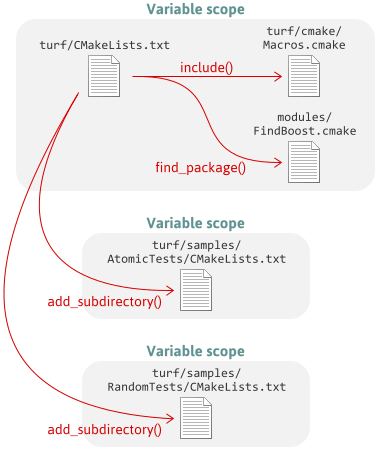 Variable scope
turf/CMakeLists.txt
turf/cmake/
Macros.cmake
include()
modules/
FindBoost.cmake
find_package()
Variable scope
turf/samples/
AtomicTests/CMakeLists.txt
add_subdirectory()
Variable scope
turf/samples/
RandomTests/CMakeLists.txt
add_subdirectory()